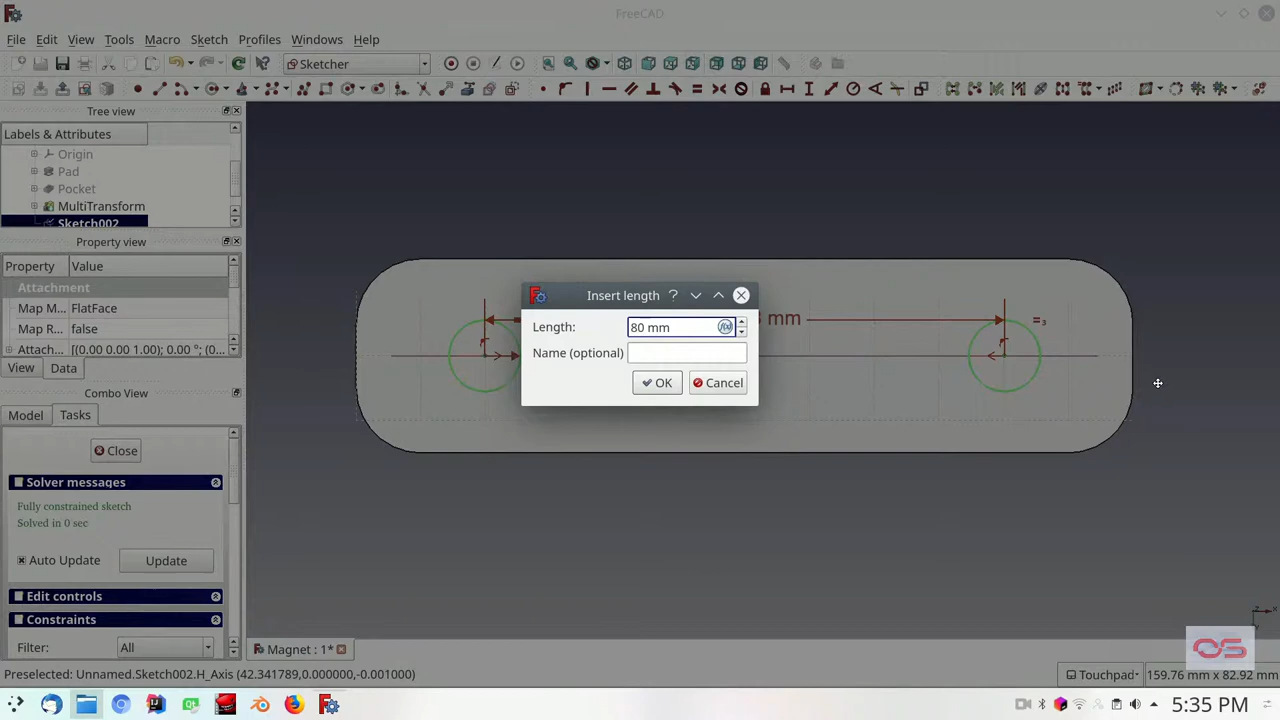 FreeCAD
File Edit View Tools Macro Sketch Profiles Windows Help
Sketcher
Tree view
Labels & Attributes
Origin
Pad
Pocket
MultiTransform
Sketch002
Property view
Property Value
Attachment
Map M... FlatFace
Map R... false
Attach... [(0.00 0.00 1.00); 0.00 °; (0...
View Data
Combo View
Model Tasks
Close
Solver messages
Fully constrained sketch
Solved in 0 sec
Auto Update Update
Edit controls
Constraints
Filter: All
Insert length ?
Length: 80 mm
Name (optional)
OK Cancel
mm
=3
Magnet : 1*
Preselected: Unnamed.Sketch002.H_Axis (42.341789,0.000000,-0.001000)
Touchpad 159.76 mm x 82.92 mm
5:35 PM